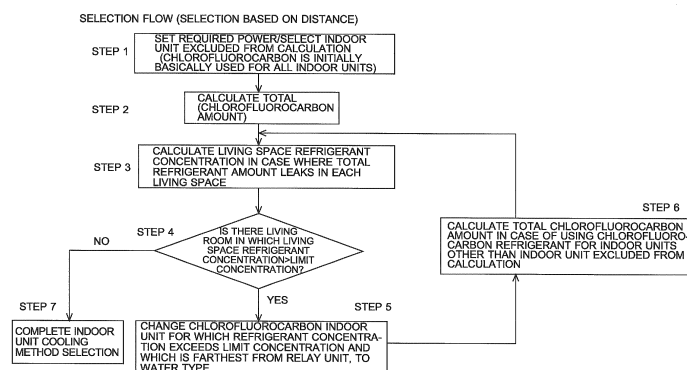 SELECTION FLOW (SELECTION BASED ON DISTANCE)
STEP 1
SET REQUIRED POWER/SELECT INDOOR
UNIT EXCLUDED FROM CALCULATION
(CHLOROFLUOROCARBON IS INITIALLY
BASICALLY USED FOR ALL INDOOR UNITS)
STEP 2
CALCULATE TOTAL
(CHLOROFLUOROCARBON
AMOUNT)
STEP 3
CALCULATE LIVING SPACE REFRIGERANT
CONCENTRATION IN CASE WHERE TOTAL
REFRIGERANT AMOUNT LEAKS IN EACH
LIVING SPACE
STEP 4
IS THERE LIVING
ROOM IN WHICH LIVING
SPACE REFRIGERANT
CONCENTRATION>LIMIT
CONCENTRATION?
NO
YES
STEP 5
CHANGE CHLOROFLUOROCARBON INDOOR
UNIT FOR WHICH REFRIGERANT CONCENTRA-
TION EXCEEDS LIMIT CONCENTRATION AND
WHICH IS FARTHEST FROM RELAY UNIT, TO
WATER TYPE
STEP 6
CALCULATE TOTAL CHLOROFLUOROCARBON
AMOUNT IN CASE OF USING CHLOROFLUORO-
CARBON REFRIGERANT FOR INDOOR UNITS
OTHER THAN INDOOR UNIT EXCLUDED FROM
CALCULATION
STEP 7
COMPLETE INDOOR
UNIT COOLING
METHOD SELECTION